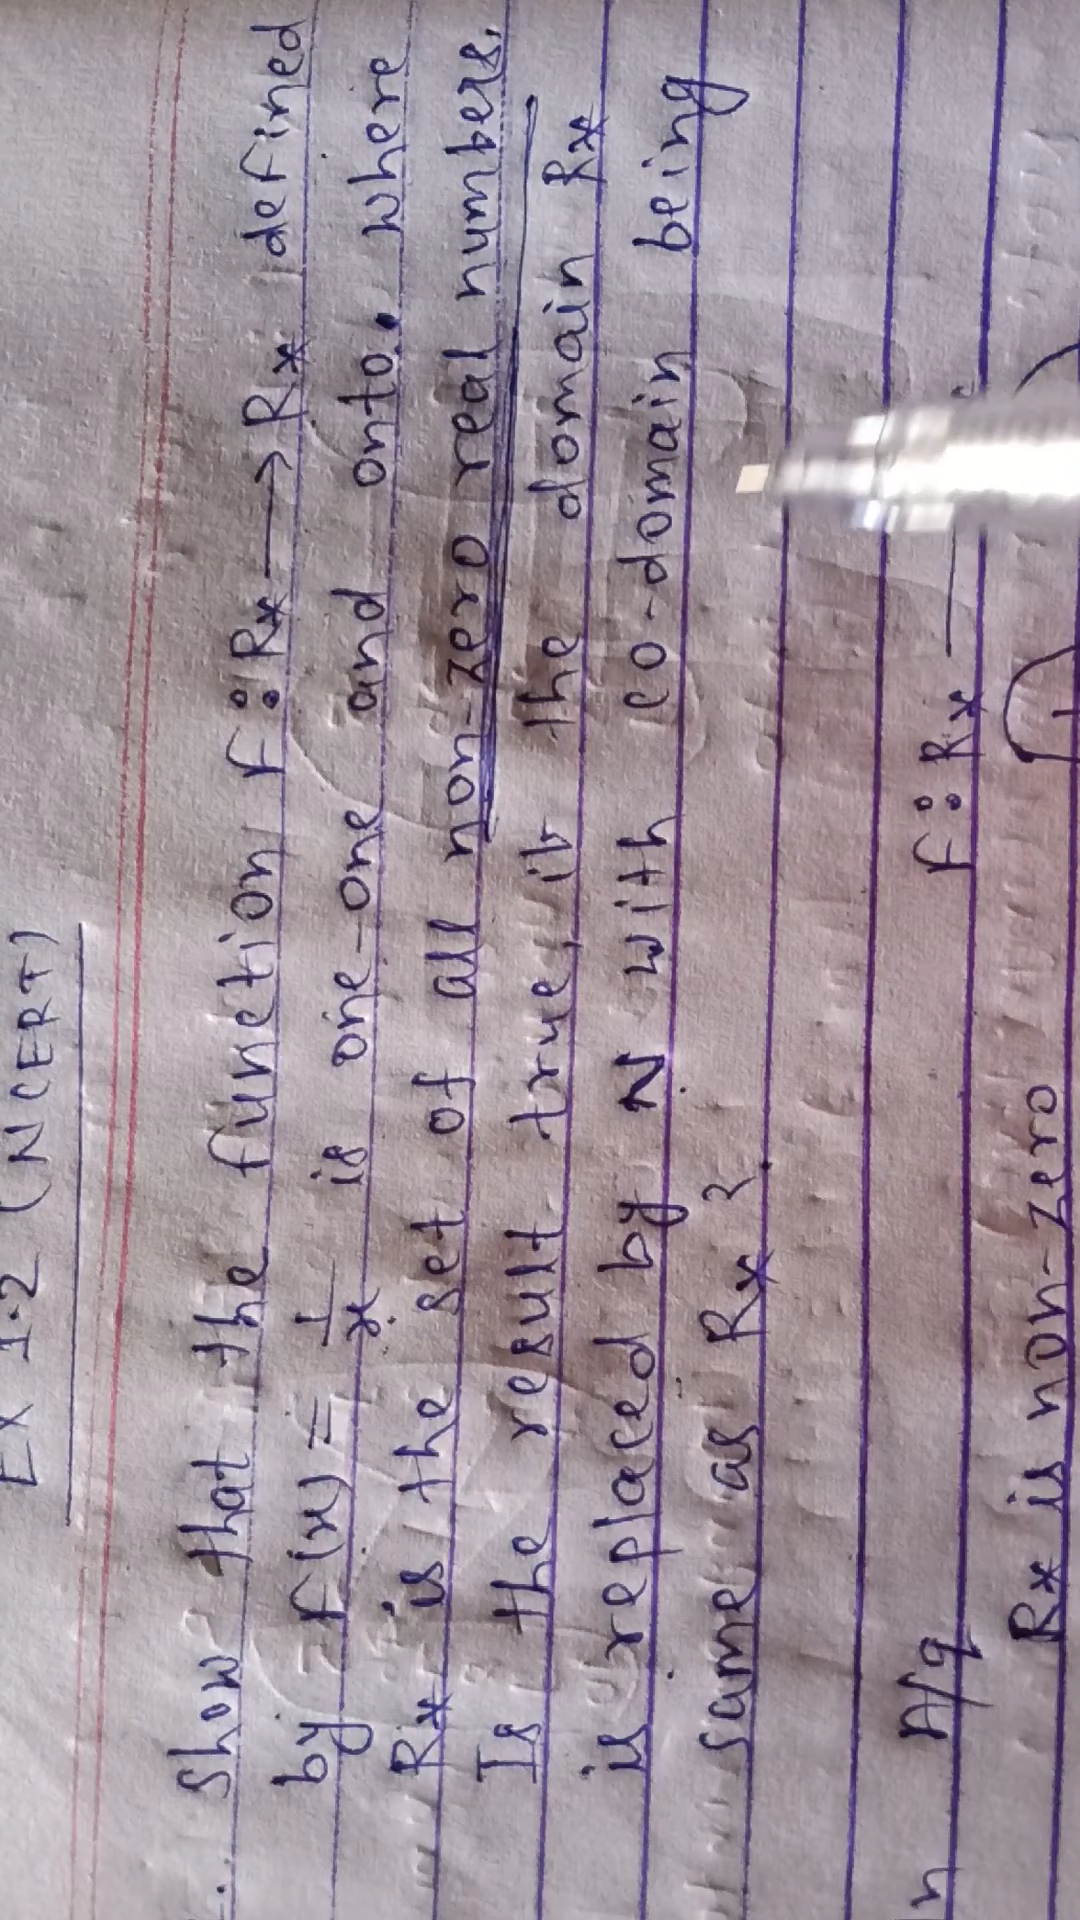 Ex 1.2 (NCERT)
Show that the function f : R* → R* defined
by f(x) = 1/x is one-one and onto. where
R* is the set of all non-zero real numbers.
Is the result true, if the domain R*
is replaced by N with co-domain being
same as R* ?
A/q f : R*
R* is non-zero